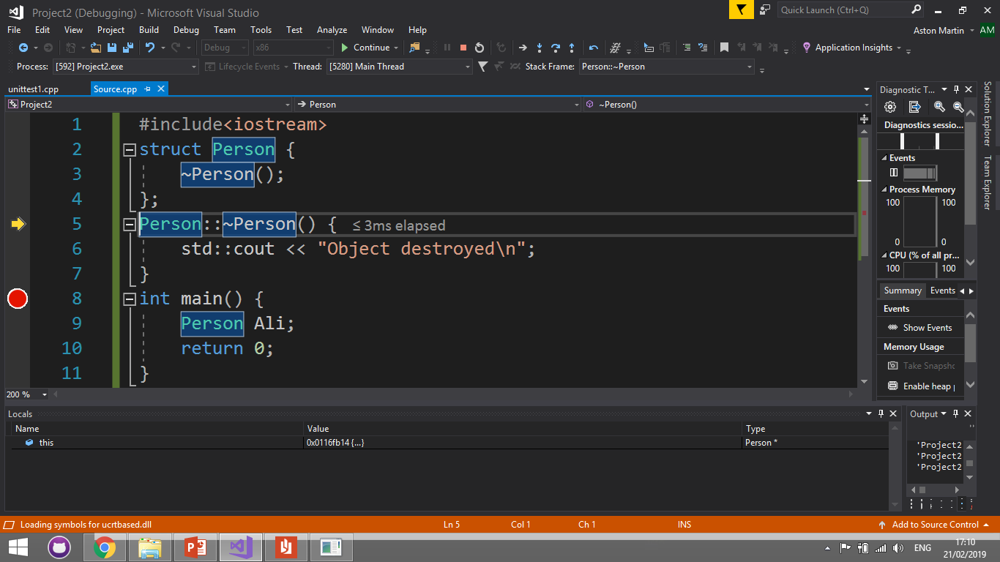 Project2 (Debugging) - Microsoft Visual Studio
Quick Launch (Ctrl+Q)
File Edit View Project Build Debug Team Tools Test Analyze Window Help
Aston Martin AM
Debug x86 Continue Application Insights
Process: [592] Project2.exe Lifecycle Events Thread: [5280] Main Thread Stack Frame: Person::~Person
unittest1.cpp Source.cpp
Project2 Person ~Person()
1 #include<iostream>
2 struct Person {
3 ~Person();
4 };
5 Person::~Person() { ≤ 3ms elapsed
6 std::cout << "Object destroyed\n";
7 }
8 int main() {
9 Person Ali;
10 return 0;
11 }
200 %
Diagnostic T...
Diagnostics sessio...
Events
Process Memory
100 100
0 0
CPU (% of all pr...
100 100
Summary Events
Events
Show Events
Memory Usage
Take Snapshc
Enable heap p
Solution Explorer
Team Explorer
Locals
Name Value Type
this 0x0116fb14 {...} Person *
Output
'Project2
'Project2
'Project2
Loading symbols for ucrtbased.dll Ln 5 Col 1 Ch 1 INS Add to Source Control
ENG
17:10
21/02/2019